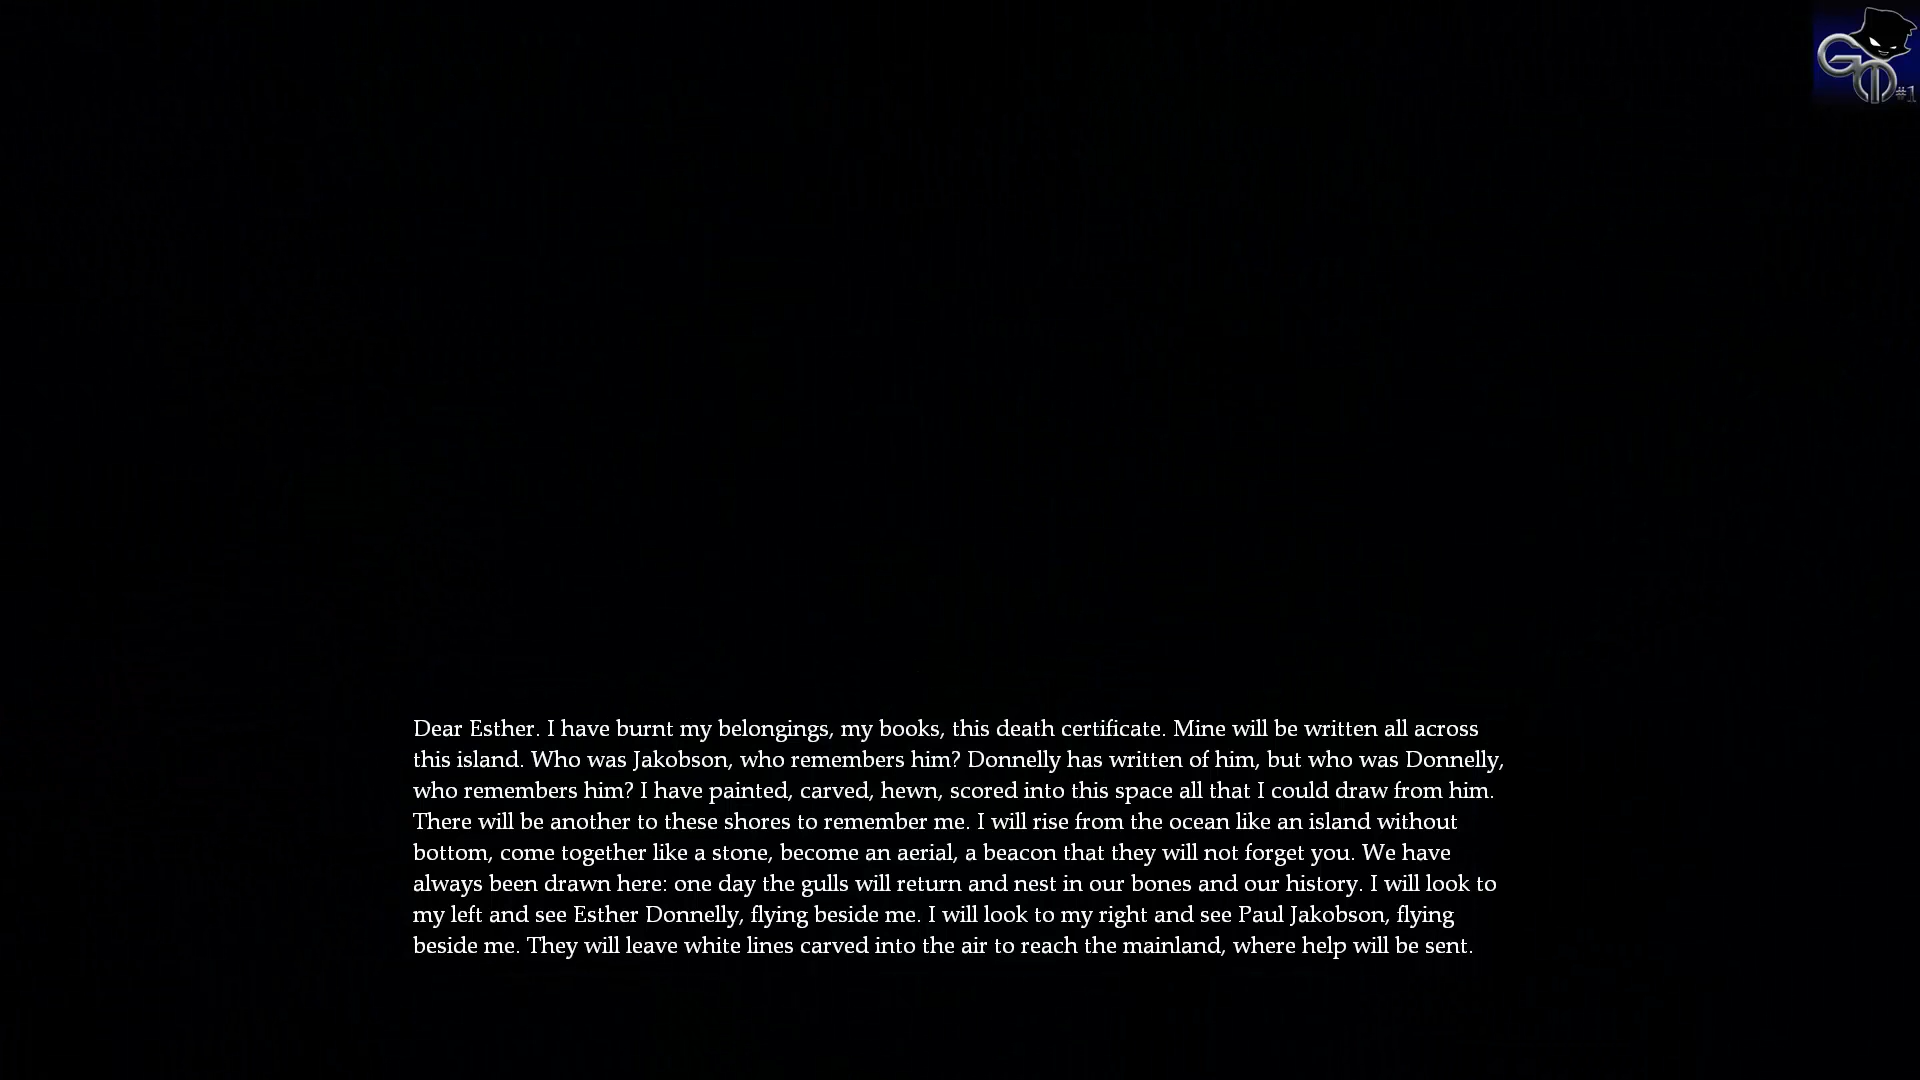 GM#1
Dear Esther. I have burnt my belongings, my books, this death certificate. Mine will be written all across
this island. Who was Jakobson, who remembers him? Donnelly has written of him, but who was Donnelly,
who remembers him? I have painted, carved, hewn, scored into this space all that I could draw from him.
There will be another to these shores to remember me. I will rise from the ocean like an island without
bottom, come together like a stone, become an aerial, a beacon that they will not forget you. We have
always been drawn here: one day the gulls will return and nest in our bones and our history. I will look to
my left and see Esther Donnelly, flying beside me. I will look to my right and see Paul Jakobson, flying
beside me. They will leave white lines carved into the air to reach the mainland, where help will be sent.